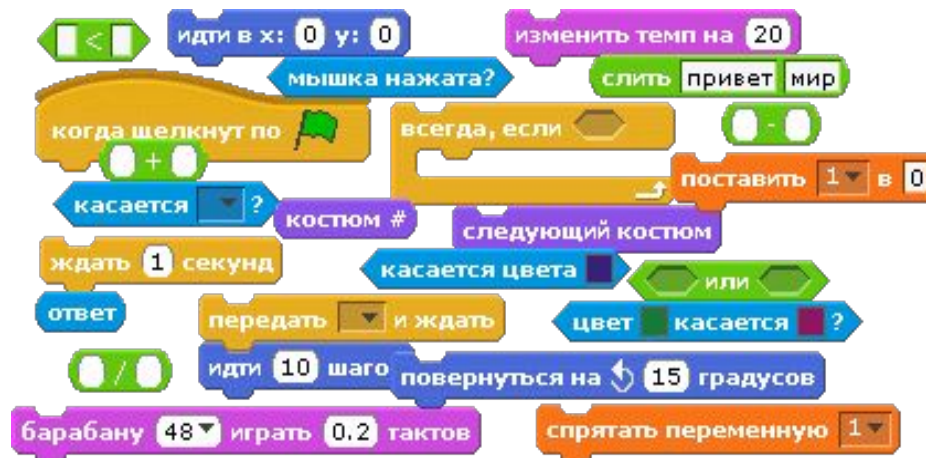 <
идти в x: 0 y: 0
изменить темп на 20
мышка нажата?
слить привет мир
когда щелкнут по
всегда, если
-
+
поставить 1 в 0
касается ?
костюм #
следующий костюм
ждать 1 секунд
касается цвета
или
ответ
передать и ждать
цвет касается ?
/
идти 10 шаго
повернуться на 15 градусов
барабану 48 играть 0.2 тактов
спрятать переменную 1